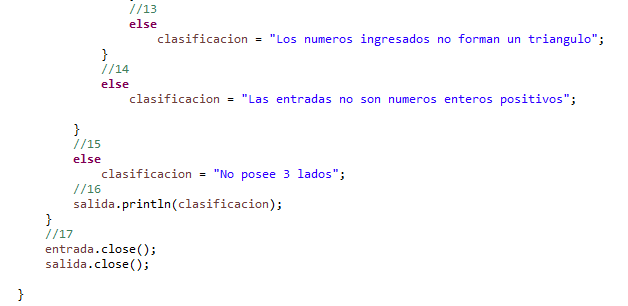 //13
else
clasificacion = "Los numeros ingresados no forman un triangulo";
}
//14
else
clasificacion = "Las entradas no son numeros enteros positivos";
}
//15
else
clasificacion = "No posee 3 lados";
//16
salida.println(clasificacion);
}
//17
entrada.close();
salida.close();
}